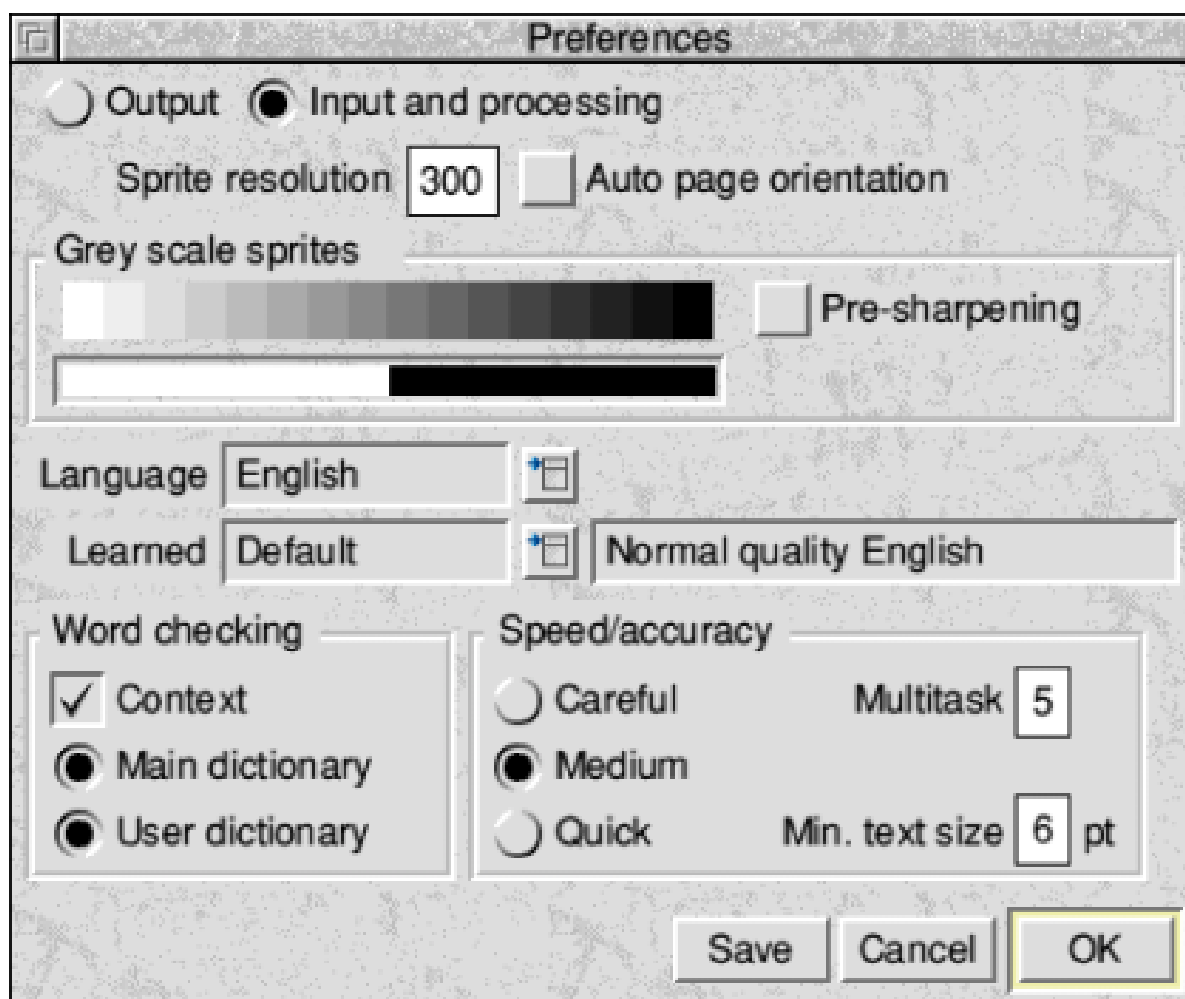 Preferences
Output Input and processing
Sprite resolution 300 Auto page orientation
Grey scale sprites
Pre-sharpening
Language English
Learned Default Normal quality English
Word checking
Context
Main dictionary
User dictionary
Speed/accuracy
Careful Multitask 5
Medium
Quick Min. text size 6 pt
Save Cancel OK